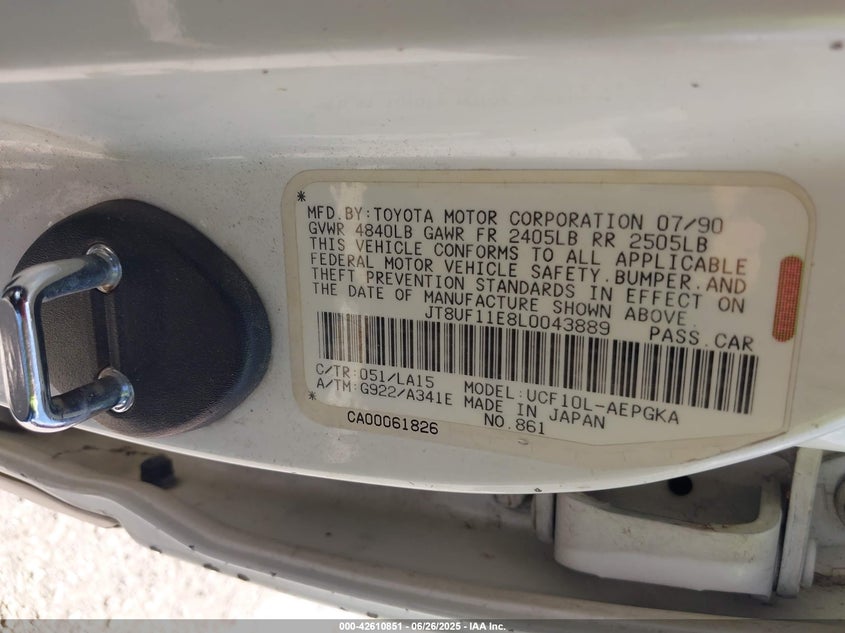 MFD.BY:TOYOTA MOTOR CORPORATION 07/90
GVWR 4840LB GAWR FR 2405LB RR 2505LB
THIS VEHICLE CONFORMS TO ALL APPLICABLE
FEDERAL MOTOR VEHICLE SAFETY.BUMPER.AND
THEFT PREVENTION STANDARDS IN EFFECT ON
THE DATE OF MANUFACTURE SHOWN ABOVE.
JT8UF11E8L0043889 PASS.CAR
C/TR:051/LA15 MODEL:UCF10L-AEPGKA
A/TM:G922/A341E MADE IN JAPAN
CA00061826 NO.861
000-42610851 | 06/26/2025 - IAA Inc.